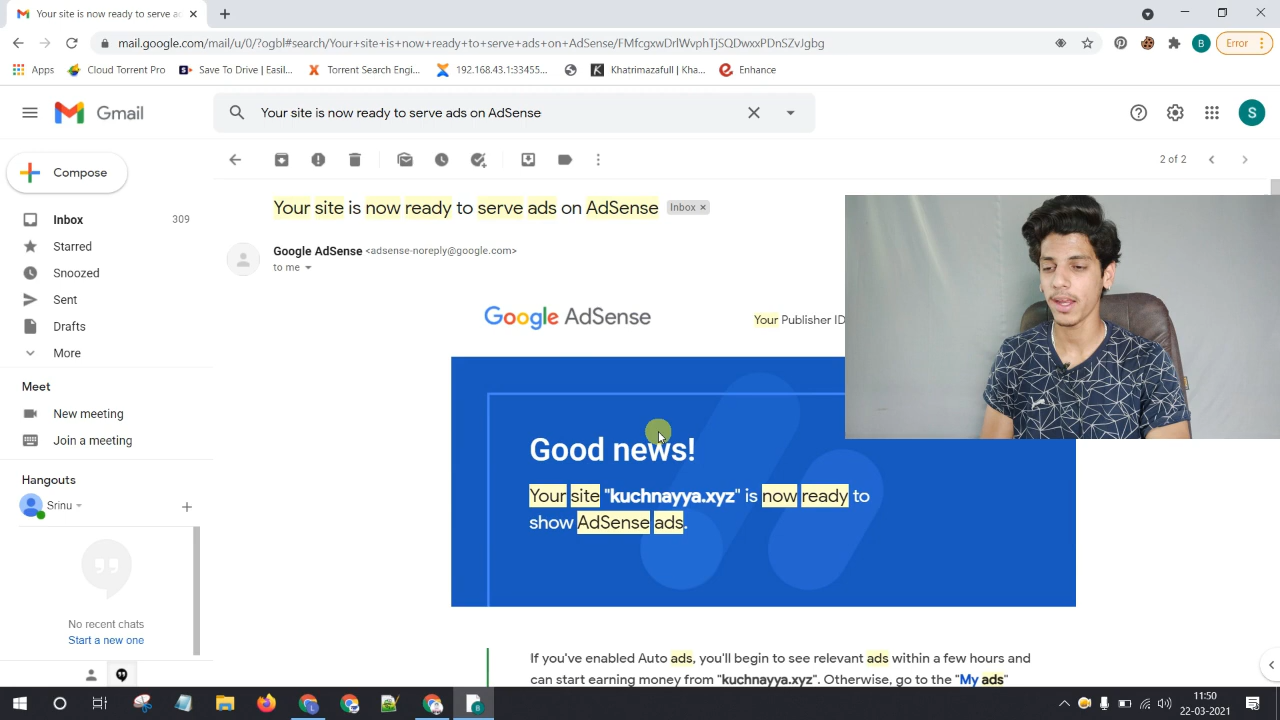 Your site is now ready to serve ad
mail.google.com/mail/u/0/?ogbl#search/Your+site+is+now+ready+to+serve+ads+on+AdSense/FMfcgxwDrlWvphTjSQDwxxPDnSZvJgbg
B
Error
Apps
Cloud Torrent Pro
Save To Drive | Easil...
Torrent Search Engi...
192.168.43.1:33455...
Khatrimazafull | Kha...
Enhance
Gmail
Your site is now ready to serve ads on AdSense
S
Compose
2 of 2
Your site is now ready to serve ads on AdSense
Inbox ×
Inbox 309
Starred
Snoozed
Sent
Drafts
More
Google AdSense <adsense-noreply@google.com>
to me
Google AdSense
Your Publisher ID
Meet
New meeting
Join a meeting
Good news!
Your site "kuchnayya.xyz" is now ready to
show AdSense ads.
Hangouts
Srinu
No recent chats
Start a new one
If you've enabled Auto ads, you'll begin to see relevant ads within a few hours and
can start earning money from "kuchnayya.xyz". Otherwise, go to the "My ads"
11:50
22-03-2021